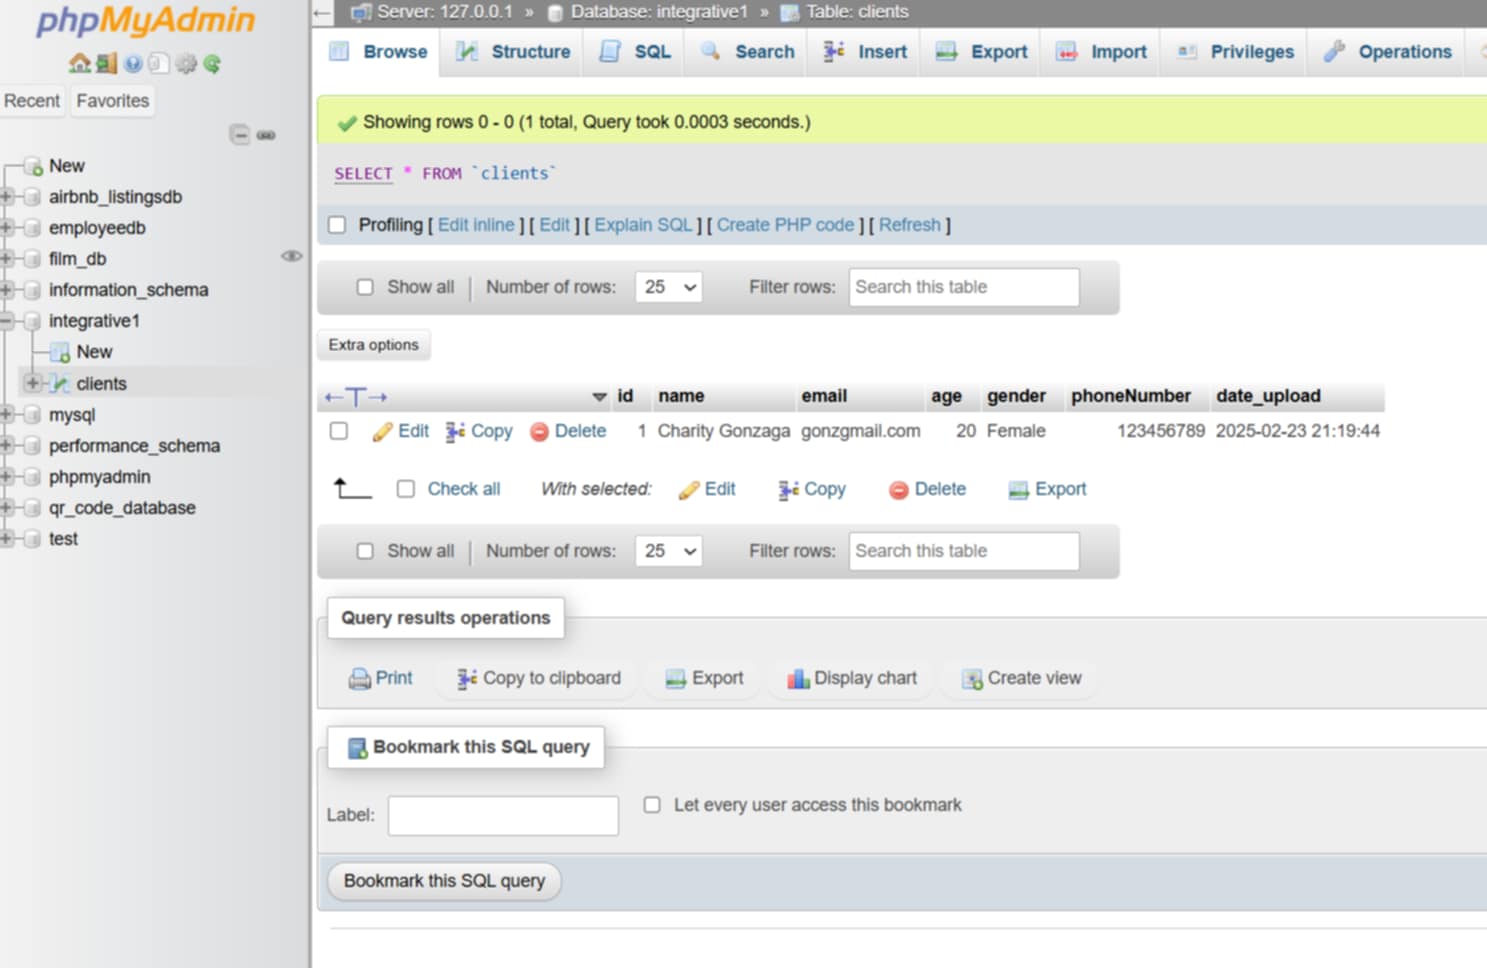 phpMyAdmin
Recent Favorites
New
airbnb_listingsdb
employeedb
film_db
information_schema
integrative1
New
clients
mysql
performance_schema
phpmyadmin
qr_code_database
test
Server: 127.0.0.1 » Database: integrative1 » Table: clients
Browse Structure SQL Search Insert Export Import Privileges Operations
Showing rows 0 - 0 (1 total, Query took 0.0003 seconds.)
SELECT * FROM `clients`
Profiling [ Edit inline ] [ Edit ] [ Explain SQL ] [ Create PHP code ] [ Refresh ]
Show all | Number of rows: 25 Filter rows: Search this table
Extra options
←T→ id name email age gender phoneNumber date_upload
Edit Copy Delete 1 Charity Gonzaga gonzgmail.com 20 Female 123456789 2025-02-23 21:19:44
Check all With selected: Edit Copy Delete Export
Show all | Number of rows: 25 Filter rows: Search this table
Query results operations
Print Copy to clipboard Export Display chart Create view
Bookmark this SQL query
Label: Let every user access this bookmark
Bookmark this SQL query